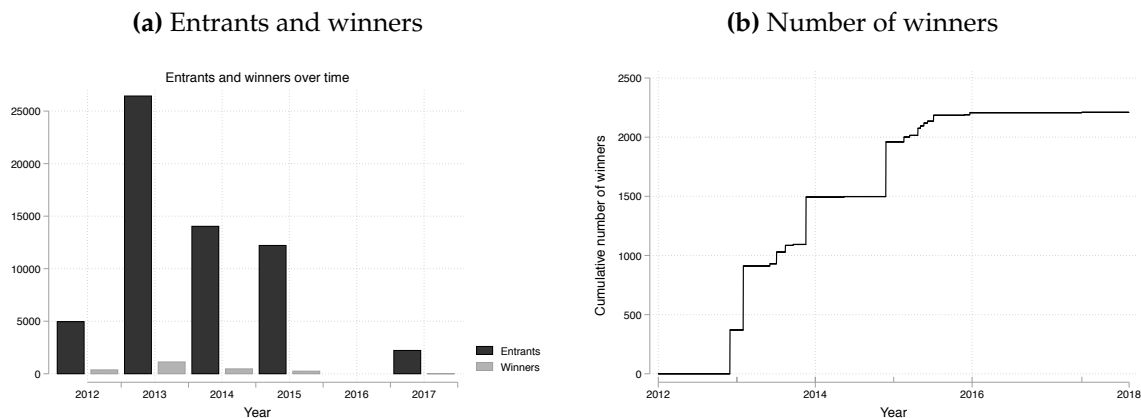 (a) Entrants and winners
Entrants and winners over time
25000
20000
15000
10000
5000
0
2012 2013 2014 2015 2016 2017
Year
Entrants
Winners
(b) Number of winners
2500
2000
1500
1000
500
0
Cumulative number of winners
2012 2014 2016 2018
Year